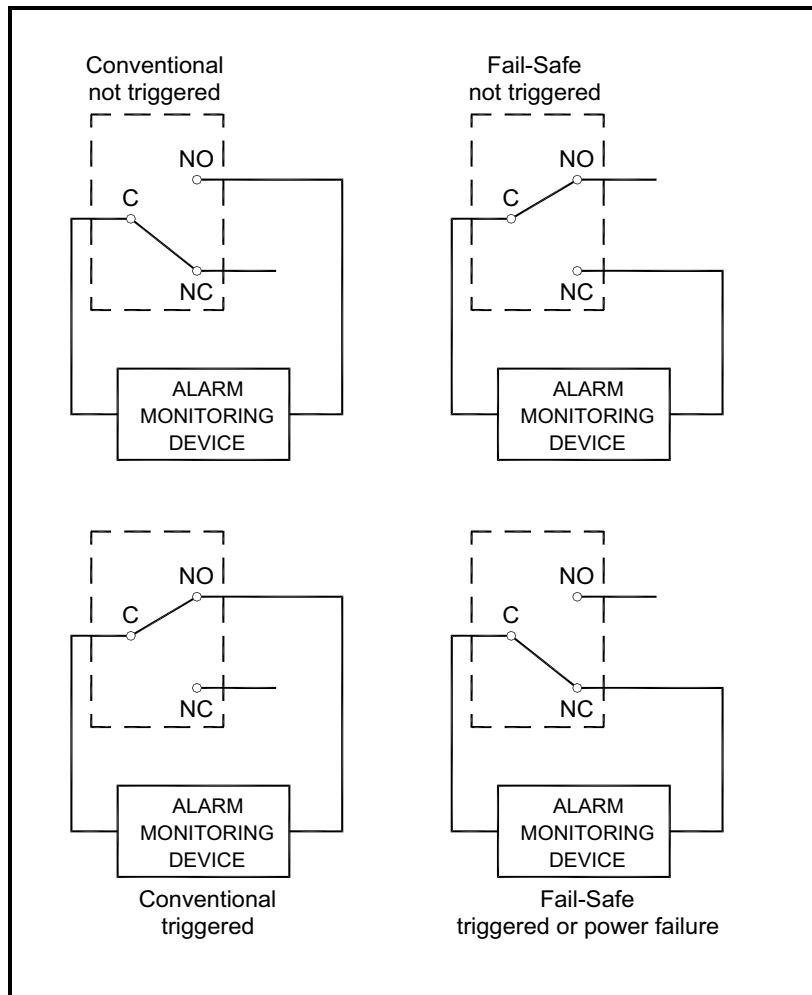 Conventional
not triggered
NO
C
NC
ALARM
MONITORING
DEVICE
Fail-Safe
not triggered
NO
C
NC
ALARM
MONITORING
DEVICE
NO
C
NC
ALARM
MONITORING
DEVICE
Conventional
triggered
NO
C
NC
ALARM
MONITORING
DEVICE
Fail-Safe
triggered or power failure